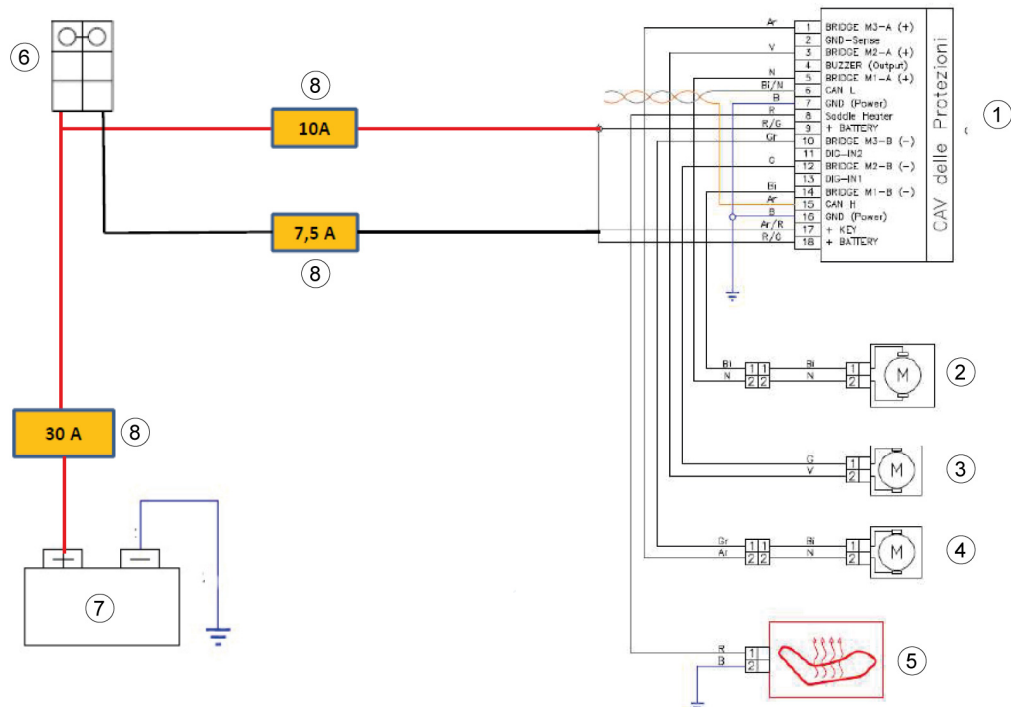 6
8
10A
7,5 A
8
30 A
8
7
Ar
V
N
Bi/N
B
R
R/G
Gr
G
Bi
Ar
B
Ar/R
R/G
1 BRIDGE M3-A (+)
2 GND-Sense
3 BRIDGE M2-A (+)
4 BUZZER (Output)
5 BRIDGE M1-A (+)
6 CAN L
7 GND (Power)
8 Saddle Heater
9 + BATTERY
10 BRIDGE M3-B (-)
11 DIG-IN2
12 BRIDGE M2-B (-)
13 DIG-IN1
14 BRIDGE M1-B (-)
15 CAN H
16 GND (Power)
17 + KEY
18 + BATTERY
CAV delle Protezioni
1
Bi 1 1 Bi 1
N 2 2 N 2
M
2
G 1
V 2
M
3
Gr 1 1 Bi 1
Ar 2 2 N 2
M
4
R 1
B 2
5